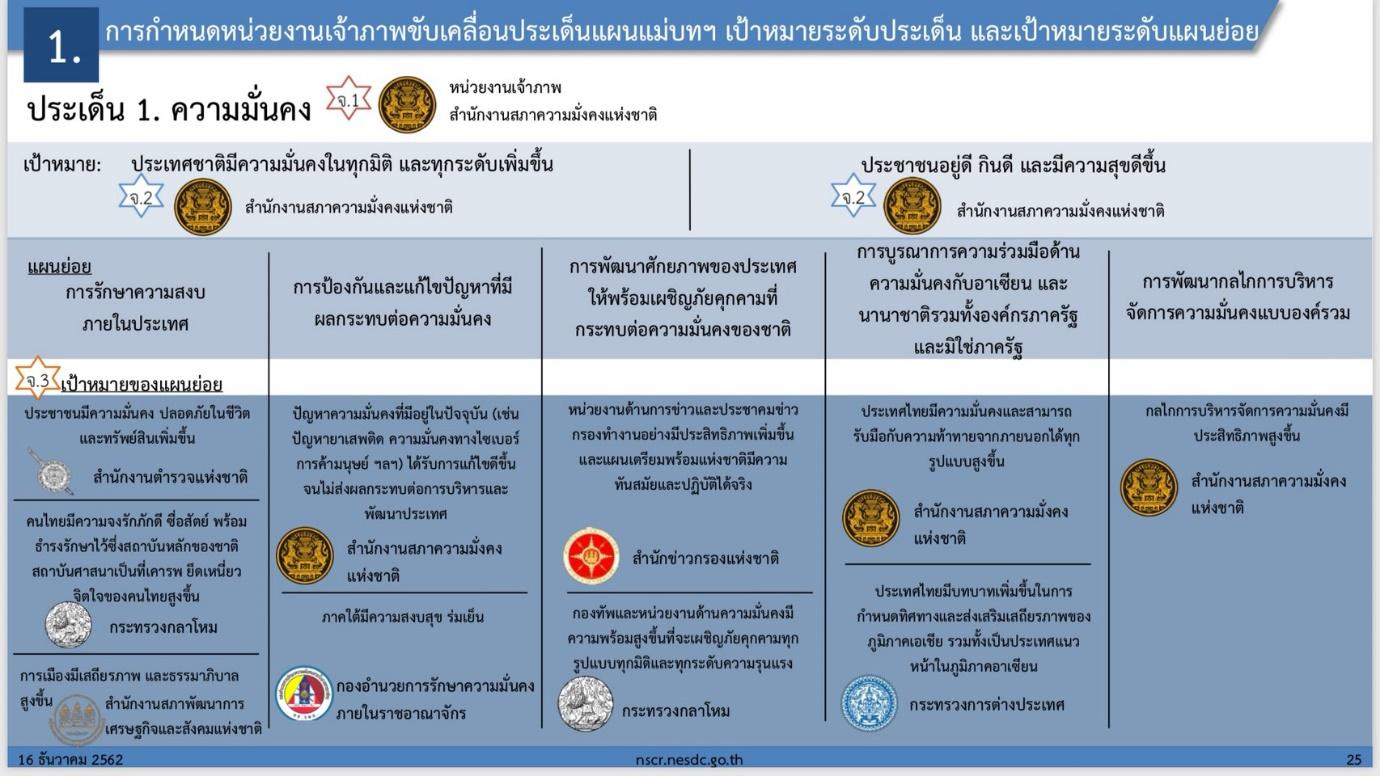 1.
การกำหนดหน่วยงานเจ้าภาพขับเคลื่อนประเด็นแผนแม่บทฯ เป้าหมายระดับประเด็น และเป้าหมายระดับแผนย่อย
ประเด็น 1. ความมั่นคง
จ.1
หน่วยงานเจ้าภาพ
สำนักงานสภาความมั่งคงแห่งชาติ
เป้าหมาย:
ประเทศชาติมีความมั่นคงในทุกมิติ และทุกระดับเพิ่มขึ้น
จ.2
สำนักงานสภาความมั่งคงแห่งชาติ
ประชาชนอยู่ดี กินดี และมีความสุขดีขึ้น
จ.2
สำนักงานสภาความมั่งคงแห่งชาติ
แผนย่อย
การรักษาความสงบ
ภายในประเทศ
การป้องกันและแก้ไขปัญหาที่มี
ผลกระทบต่อความมั่นคง
การพัฒนาศักยภาพของประเทศ
ให้พร้อมเผชิญภัยคุกคามที่
กระทบต่อความมั่นคงของชาติ
การบูรณาการความร่วมมือด้าน
ความมั่นคงกับอาเซียน และ
นานาชาติรวมทั้งองค์กรภาครัฐ
และมิใช่ภาครัฐ
การพัฒนากลไกการบริหาร
จัดการความมั่นคงแบบองค์รวม
จ.3
เป้าหมายของแผนย่อย
ประชาชนมีความมั่นคง ปลอดภัยในชีวิต
และทรัพย์สินเพิ่มขึ้น
สำนักงานตำรวจแห่งชาติ
คนไทยมีความจงรักภักดี ซื่อสัตย์ พร้อม
ธำรงรักษาไว้ซึ่งสถาบันหลักของชาติ
สถาบันศาสนาเป็นที่เคารพ ยึดเหนี่ยว
จิตใจของคนไทยสูงขึ้น
กระทรวงกลาโหม
การเมืองมีเสถียรภาพ และธรรมาภิบาล
สูงขึ้น
สำนักงานสภาพัฒนาการ
เศรษฐกิจและสังคมแห่งชาติ
ปัญหาความมั่นคงที่มีอยู่ในปัจจุบัน (เช่น
ปัญหายาเสพติด ความมั่นคงทางไซเบอร์
การค้ามนุษย์ ฯลฯ) ได้รับการแก้ไขดีขึ้น
จนไม่ส่งผลกระทบต่อการบริหารและ
พัฒนาประเทศ
สำนักงานสภาความมั่งคง
แห่งชาติ
ภาคใต้มีความสงบสุข ร่มเย็น
กองอำนวยการรักษาความมั่นคง
ภายในราชอาณาจักร
หน่วยงานด้านการข่าวและประชาคมข่าว
กรองทำงานอย่างมีประสิทธิภาพเพิ่มขึ้น
และแผนเตรียมพร้อมแห่งชาติมีความ
ทันสมัยและปฏิบัติได้จริง
สำนักข่าวกรองแห่งชาติ
กองทัพและหน่วยงานด้านความมั่นคงมี
ความพร้อมสูงขึ้นที่จะเผชิญภัยคุกคามทุก
รูปแบบทุกมิติและทุกระดับความรุนแรง
กระทรวงกลาโหม
ประเทศไทยมีความมั่นคงและสามารถ
รับมือกับความท้าทายจากภายนอกได้ทุก
รูปแบบสูงขึ้น
สำนักงานสภาความมั่งคง
แห่งชาติ
ประเทศไทยมีบทบาทเพิ่มขึ้นในการ
กำหนดทิศทางและส่งเสริมเสถียรภาพของ
ภูมิภาคเอเชีย รวมทั้งเป็นประเทศแนว
หน้าในภูมิภาคอาเซียน
กระทรวงการต่างประเทศ
กลไกการบริหารจัดการความมั่นคงมี
ประสิทธิภาพสูงขึ้น
สำนักงานสภาความมั่งคง
แห่งชาติ
16 ธันวาคม 2562
nscr.nesdc.go.th
25